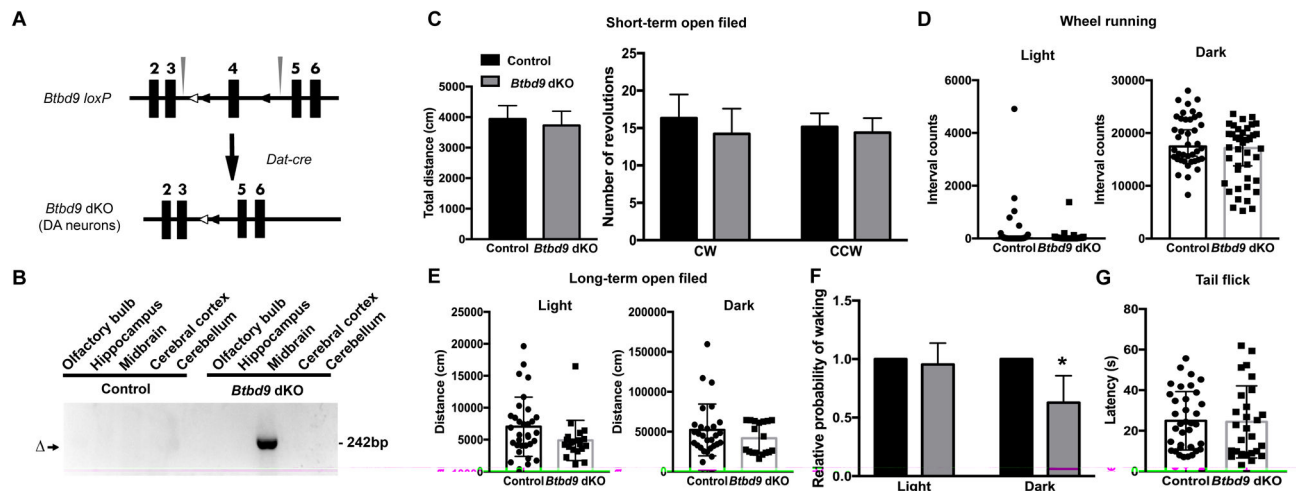 A
2 3 4 5 6
Btbd9 loxP
Dat-cre
2 3 5 6
Btbd9 dKO
(DA neurons)
B
Olfactory bulb
Hippocampus
Midbrain
Cerebral cortex
Cerebellum
Olfactory bulb
Hippocampus
Midbrain
Cerebral cortex
Cerebellum
Control
Btbd9 dKO
Δ
- 242bp
C
Short-term open filed
Control
Btbd9 dKO
Total distance (cm)
5000
4000
3000
2000
1000
0
Control Btbd9 dKO
Number of revolutions
25
20
15
10
5
0
CW CCW
D
Wheel running
Light
Interval counts
6000
4000
2000
0
Control Btbd9 dKO
Dark
Interval counts
30000
20000
10000
0
Control Btbd9 dKO
E
Long-term open filed
Light
Distance (cm)
25000
20000
15000
10000
5000
0
Control Btbd9 dKO
Dark
Distance (cm)
200000
150000
100000
50000
0
Control Btbd9 dKO
F
Relative probability of waking
1.5
1.0
0.5
0.0
*
Light Dark
G
Tail flick
Latency (s)
80
60
40
20
0
Control Btbd9 dKO